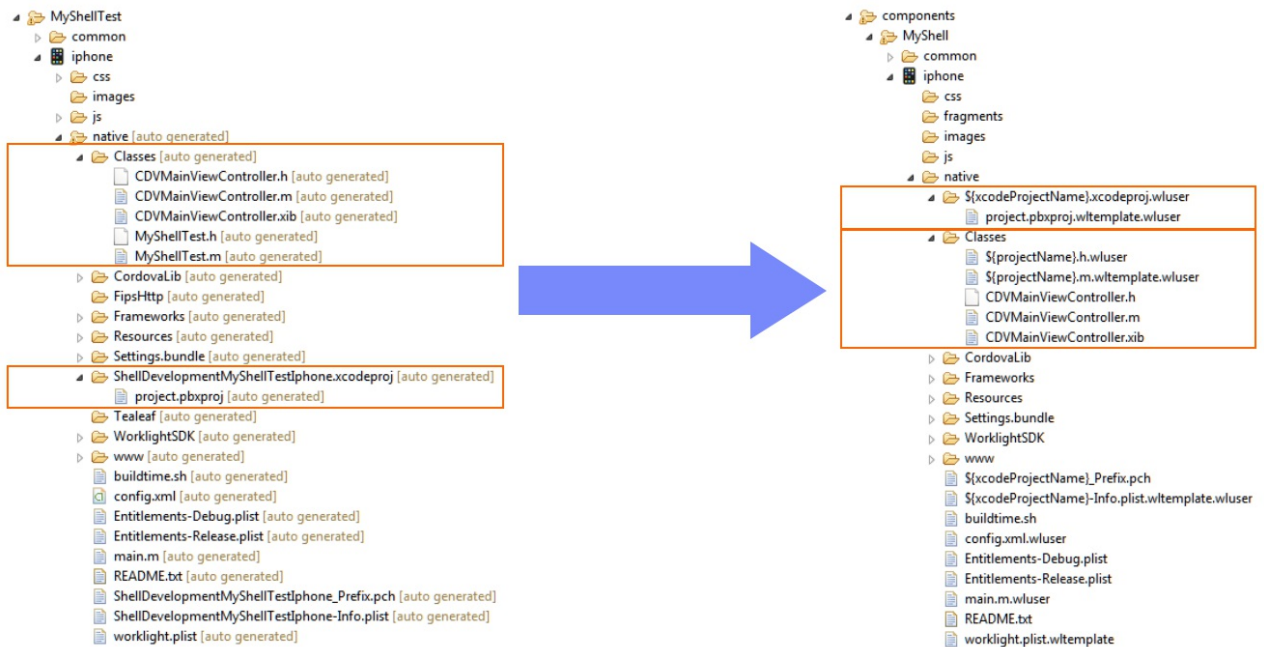 MyShellTest
common
iphone
css
images
js
native [auto generated]
Classes [auto generated]
CDVMainViewController.h [auto generated]
CDVMainViewController.m [auto generated]
CDVMainViewController.xib [auto generated]
MyShellTest.h [auto generated]
MyShellTest.m [auto generated]
CordovaLib [auto generated]
FipsHttp [auto generated]
Frameworks [auto generated]
Resources [auto generated]
Settings.bundle [auto generated]
ShellDevelopmentMyShellTestIphone.xcodeproj [auto generated]
project.pbxproj [auto generated]
Tealeaf [auto generated]
WorklightSDK [auto generated]
www [auto generated]
buildtime.sh [auto generated]
config.xml [auto generated]
Entitlements-Debug.plist [auto generated]
Entitlements-Release.plist [auto generated]
main.m [auto generated]
README.txt [auto generated]
ShellDevelopmentMyShellTestIphone_Prefix.pch [auto generated]
ShellDevelopmentMyShellTestIphone-Info.plist [auto generated]
worklight.plist [auto generated]
components
MyShell
common
iphone
css
fragments
images
js
native
${xcodeProjectName}.xcodeproj.wluser
project.pbxproj.wltemplate.wluser
Classes
${projectName}.h.wluser
${projectName}.m.wltemplate.wluser
CDVMainViewController.h
CDVMainViewController.m
CDVMainViewController.xib
CordovaLib
Frameworks
Resources
Settings.bundle
WorklightSDK
www
${xcodeProjectName}_Prefix.pch
${xcodeProjectName}-Info.plist.wltemplate.wluser
buildtime.sh
config.xml.wluser
Entitlements-Debug.plist
Entitlements-Release.plist
main.m.wluser
README.txt
worklight.plist.wltemplate